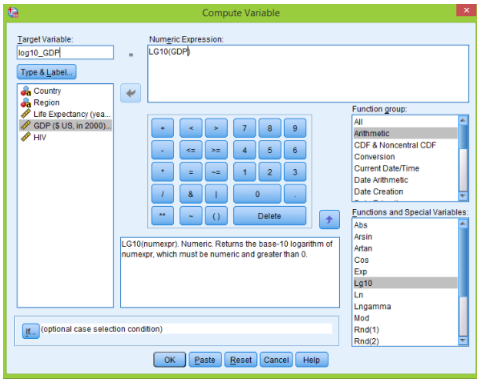 Compute Variable
Target Variable:
log10_GDP
=
Numeric Expression:
LG10(GDP)
Type & Label...
Country
Region
Life Expectancy (yea...
GDP ($ US, in 2000)...
HIV
+ < > 7 8 9
- <= >= 4 5 6
* = ~= 1 2 3
/ & | 0 .
** ~ ( ) Delete
LG10(numexpr). Numeric. Returns the base-10 logarithm of
numexpr, which must be numeric and greater than 0.
Function group:
All
Arithmetic
CDF & Noncentral CDF
Conversion
Current Date/Time
Date Arithmetic
Date Creation
Functions and Special Variables:
Abs
Arsin
Artan
Cos
Exp
Lg10
Ln
Lngamma
Mod
Rnd(1)
Rnd(2)
If... (optional case selection condition)
OK Paste Reset Cancel Help